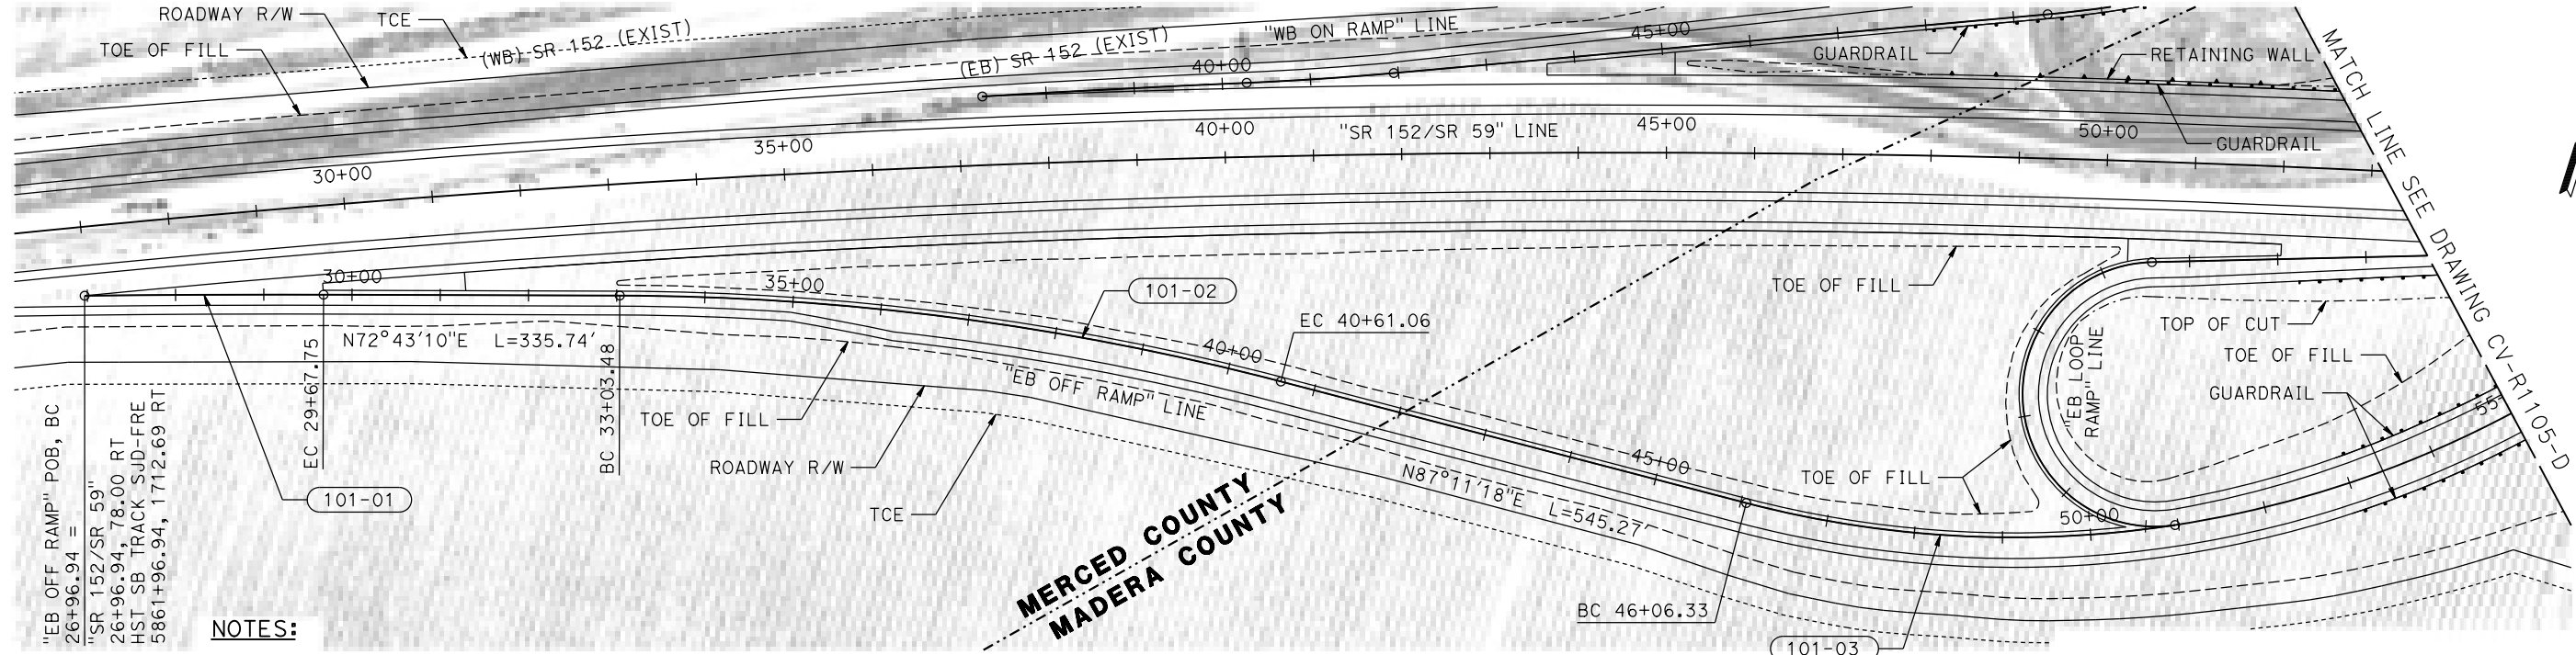 ROADWAY R/W
TCE
TOE OF FILL
(WB) SR 152 (EXIST)
(EB) SR 152 (EXIST)
"WB ON RAMP" LINE
40+00
45+00
GUARDRAIL
RETAINING WALL
GUARDRAIL
MATCH LINE SEE DRAWING CV-R1105-D
30+00
35+00
40+00
"SR 152/SR 59" LINE
45+00
50+00
30+00
35+00
101-02
TOE OF FILL
N72°43'10"E L=335.74'
EC 29+67.75
BC 33+03.48
40+00
EC 40+61.06
"EB OFF RAMP" LINE
TOE OF FILL
ROADWAY R/W
TCE
101-01
"EB OFF RAMP" POB, BC
26+96.94 =
"SR 152/SR 59"
26+96.94, 78.00 RT
HST SB TRACK SJD-FRE
5861+96.94, 1712.69 RT
NOTES:
MERCED COUNTY
MADERA COUNTY
45+00
N87°11'18"E L=545.27'
BC 46+06.33
101-03
TOE OF FILL
50+00
"EB LOOP
RAMP" LINE
TOP OF CUT
TOE OF FILL
GUARDRAIL
55